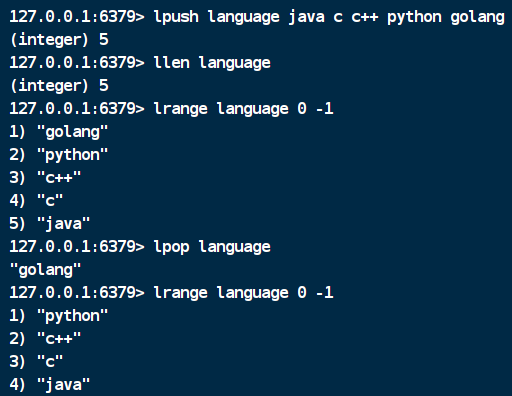 127.0.0.1:6379> lpush language java c c++ python golang
(integer) 5
127.0.0.1:6379> llen language
(integer) 5
127.0.0.1:6379> lrange language 0 -1
1) "golang"
2) "python"
3) "c++"
4) "c"
5) "java"
127.0.0.1:6379> lpop language
"golang"
127.0.0.1:6379> lrange language 0 -1
1) "python"
2) "c++"
3) "c"
4) "java"